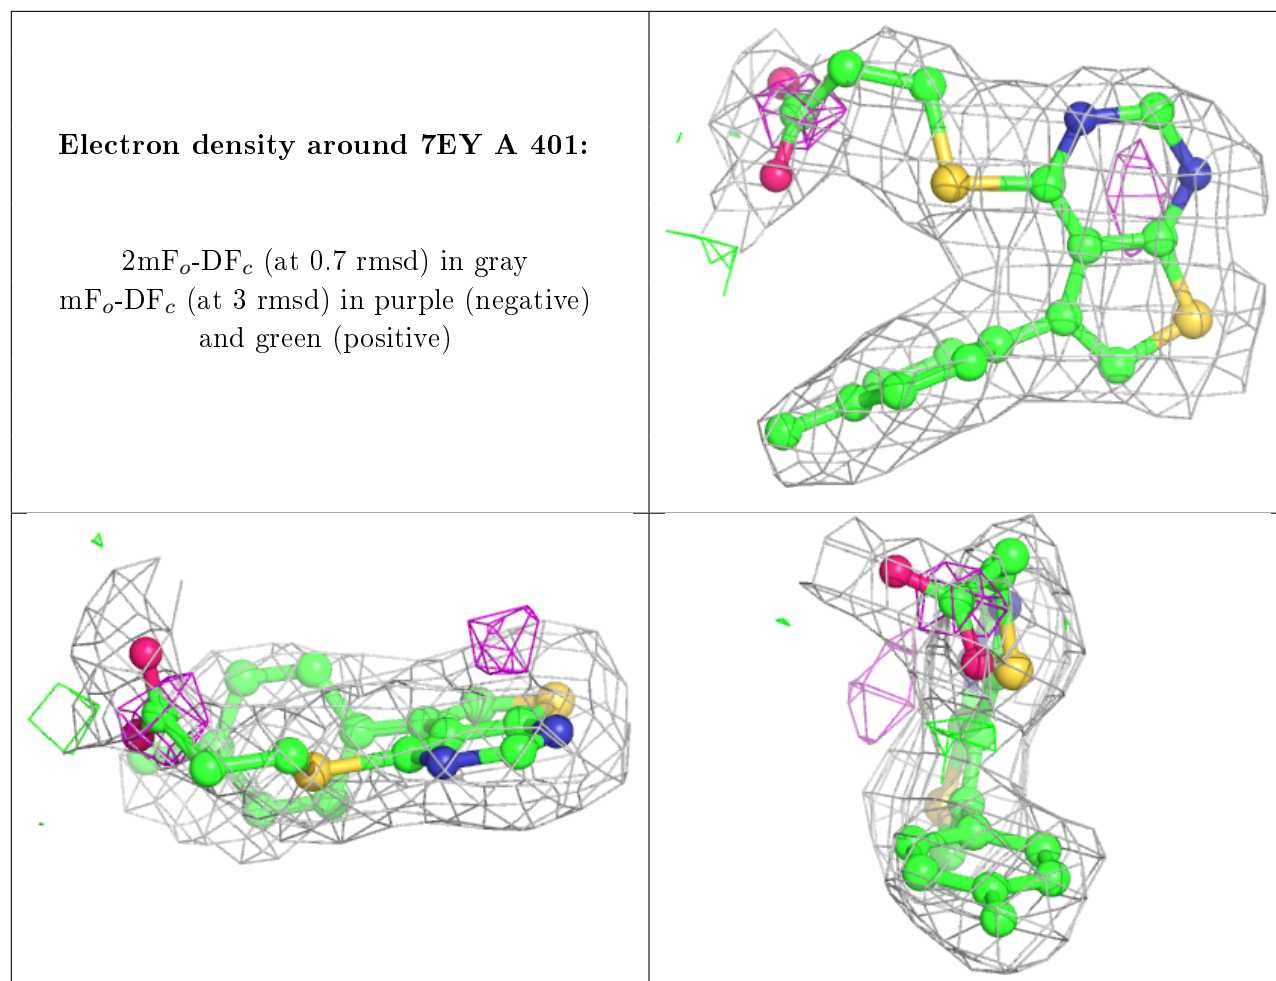 Electron density around 7EY A 401:
2mFo-DFc (at 0.7 rmsd) in gray
mFo-DFc (at 3 rmsd) in purple (negative)
and green (positive)